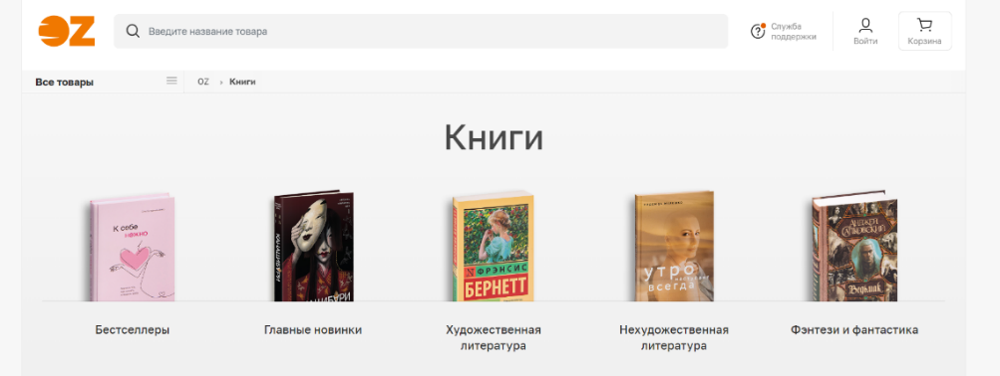 OZ
Введите название товара
Служба
поддержки
Войти
Корзина
Все товары
OZ › Книги
Книги
К себе
нежно
ФРЭНСИС
БЕРНЕТТ
утро
всегда
АНДЖЕЙ
САПКОВСКИЙ
Ведьмак
Бестселлеры
Главные новинки
Художественная
литература
Нехудожественная
литература
Фэнтези и фантастика